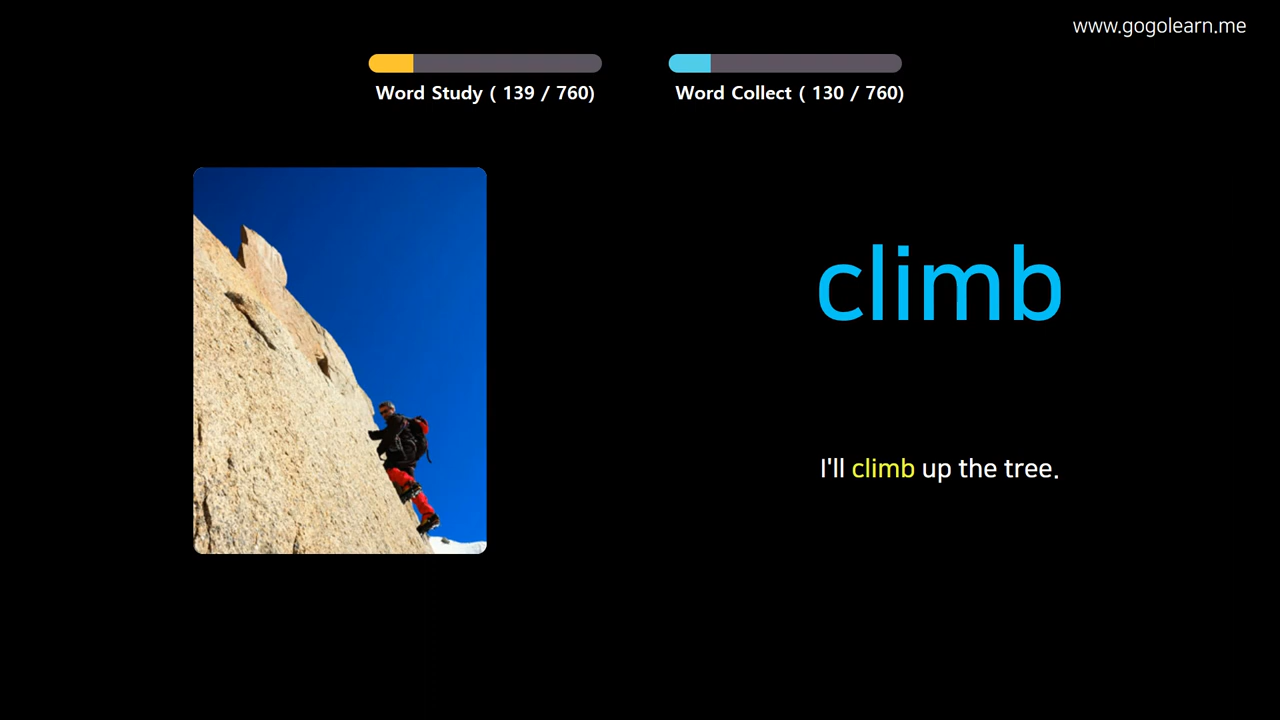 www.gogolearn.me
Word Study ( 139 / 760)
Word Collect ( 130 / 760)
climb
I'll climb up the tree.